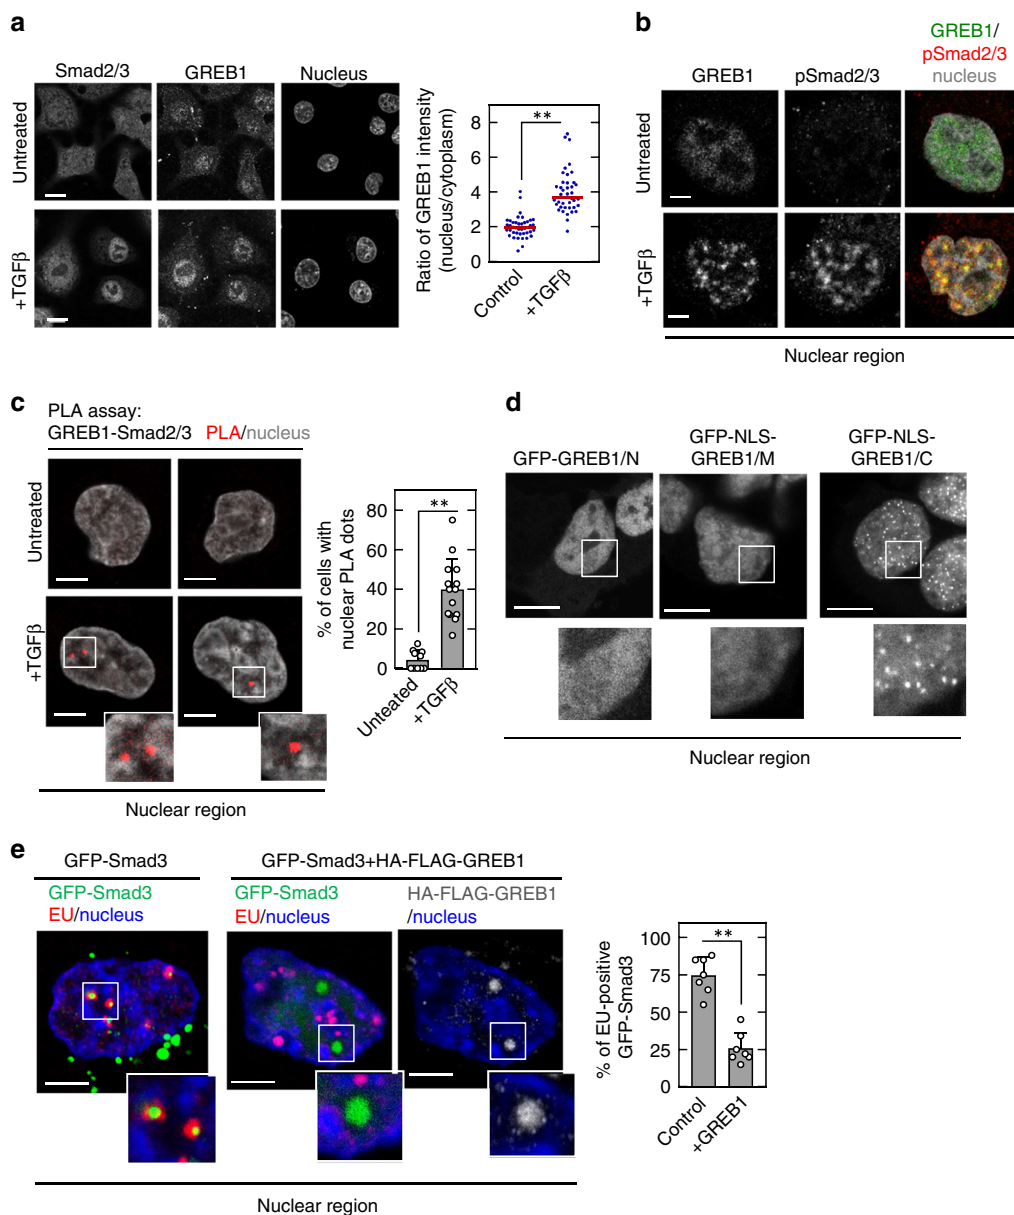 a
Smad2/3
GREB1
Nucleus
Untreated
+TGFβ
Ratio of GREB1 intensity
(nucleus/cytoplasm)
8
6
4
2
0
**
Control
+TGFβ
b
GREB1
pSmad2/3
GREB1/
pSmad2/3
nucleus
Untreated
+TGFβ
Nuclear region
c
PLA assay:
GREB1-Smad2/3 PLA/nucleus
Untreated
+TGFβ
Nuclear region
% of cells with
nuclear PLA dots
80
60
40
20
0
**
Unteated
+TGFβ
d
GFP-GREB1/N
GFP-NLS-
GREB1/M
GFP-NLS-
GREB1/C
Nuclear region
e
GFP-Smad3
GFP-Smad3
EU/nucleus
GFP-Smad3+HA-FLAG-GREB1
GFP-Smad3
EU/nucleus
HA-FLAG-GREB1
/nucleus
Nuclear region
% of EU-positive
GFP-Smad3
100
75
50
25
0
**
Control
+GREB1